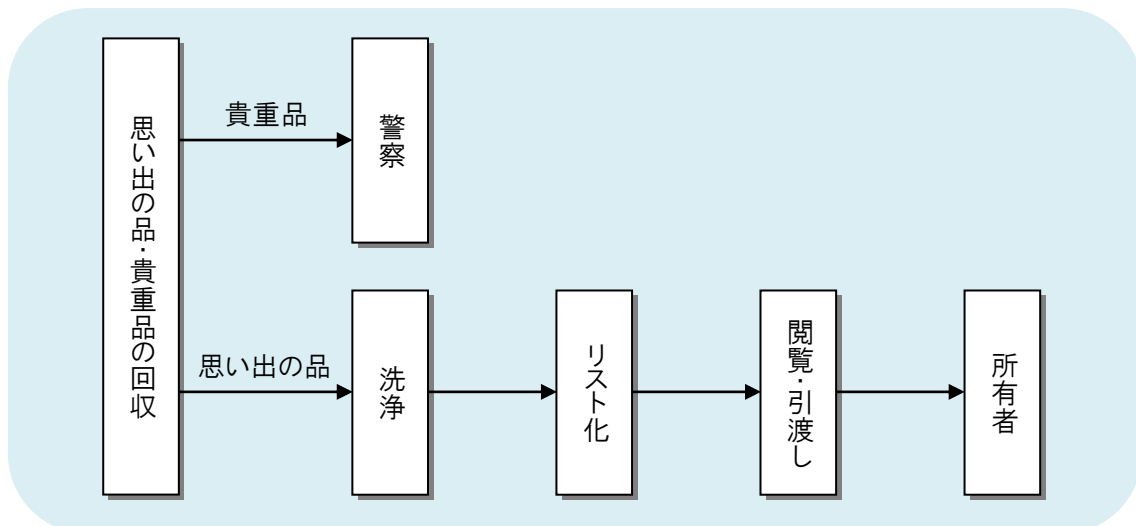 思い出の品・貴重品の回収
貴重品
警察
思い出の品
洗浄
リスト化
閲覧・引渡し
所有者